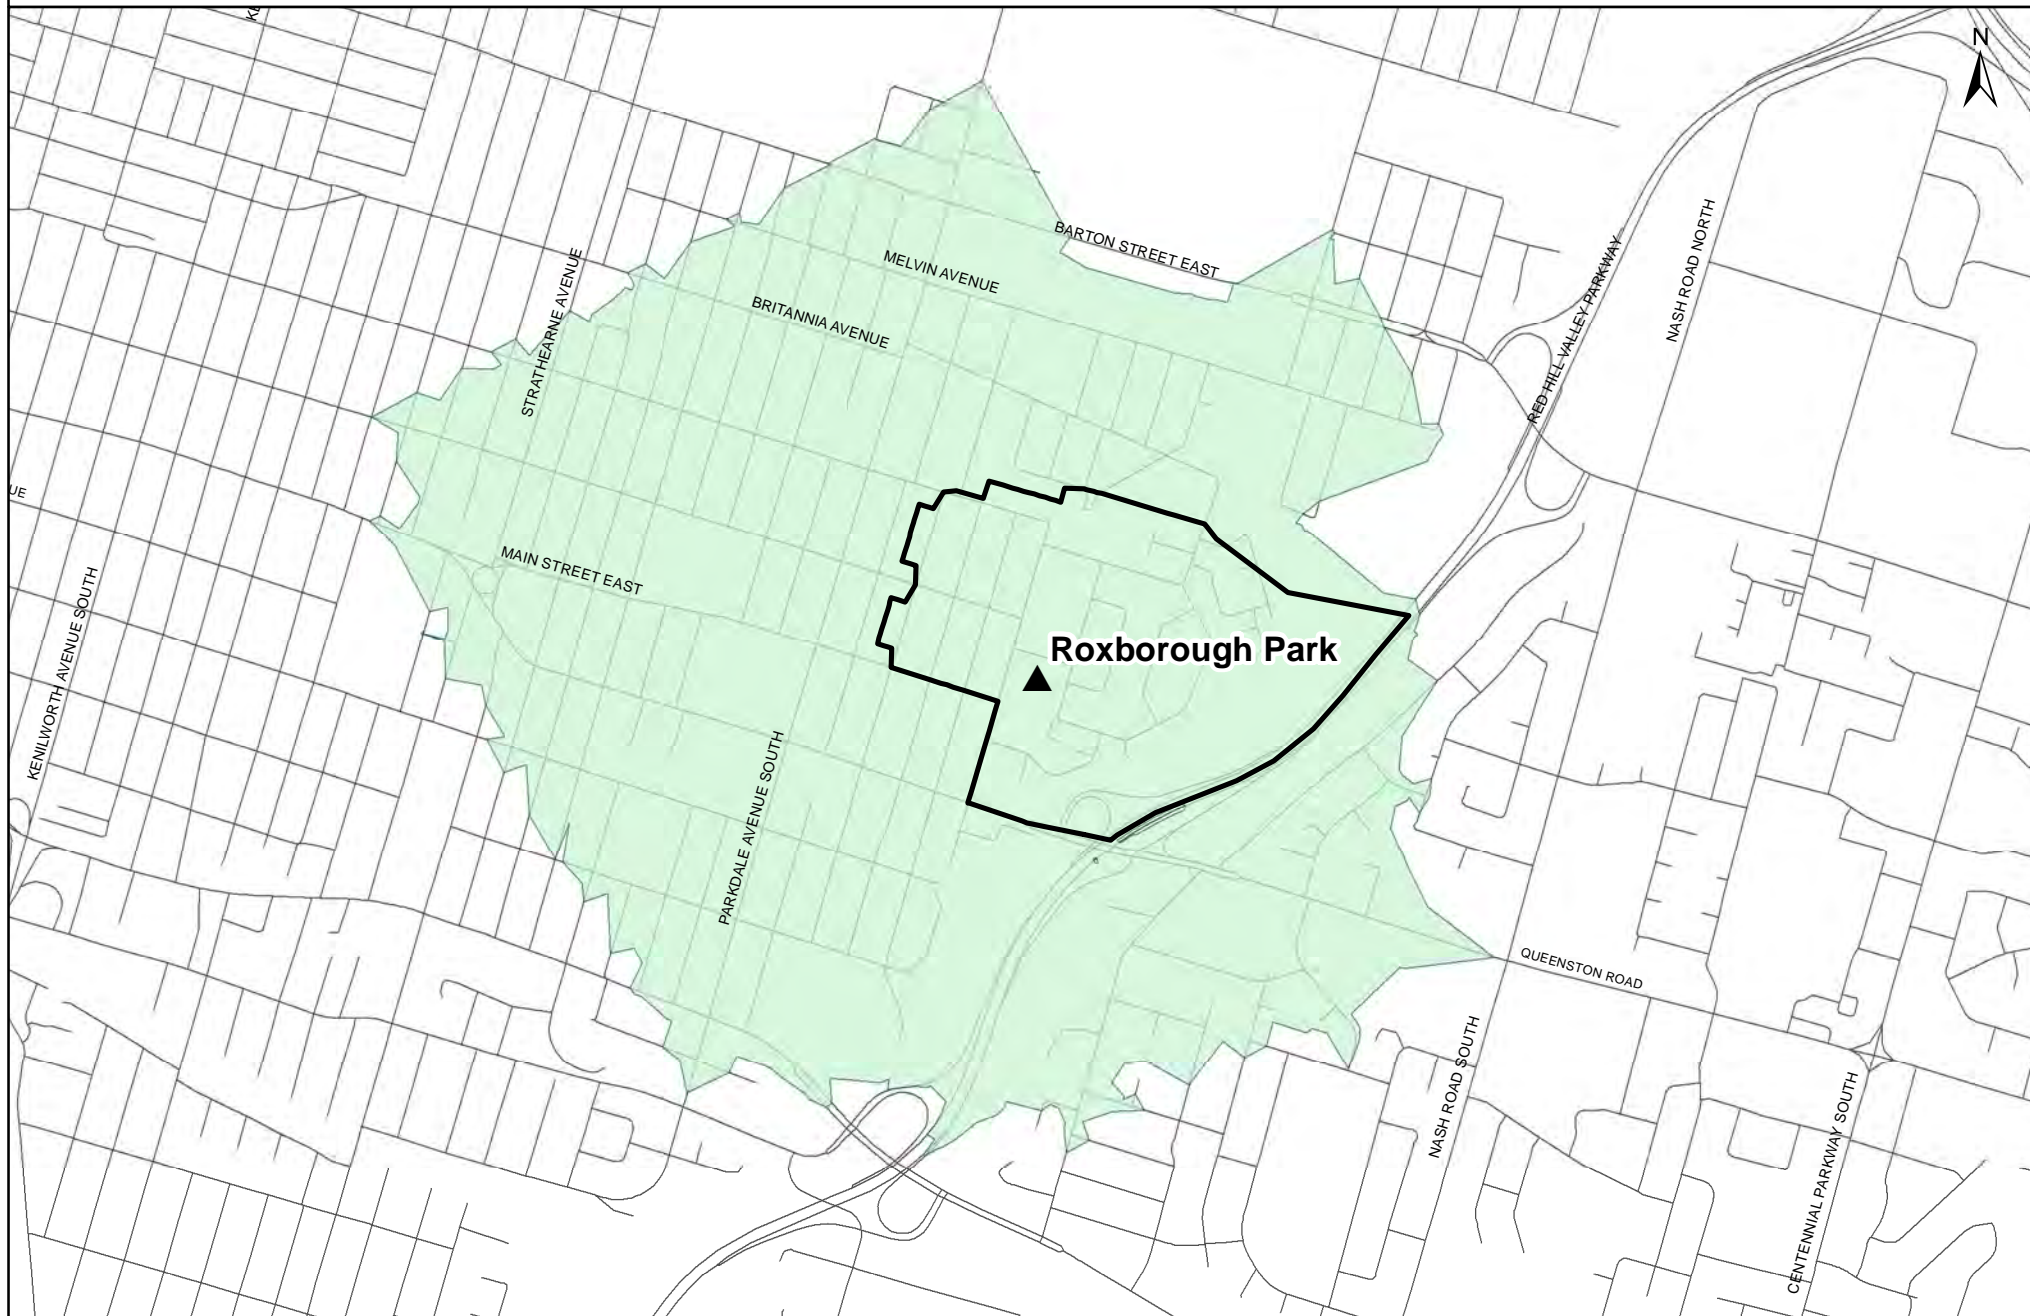 N
BARTON STREET EAST
MELVIN AVENUE
BRITANNIA AVENUE
STRATHEARNE AVENUE
RED HILL VALLEY PARKWAY
NASH ROAD NORTH
UE
MAIN STREET EAST
KENILWORTH AVENUE SOUTH
Roxborough Park
PARKDALE AVENUE SOUTH
QUEENSTON ROAD
NASH ROAD SOUTH
CENTENNIAL PARKWAY SOUTH